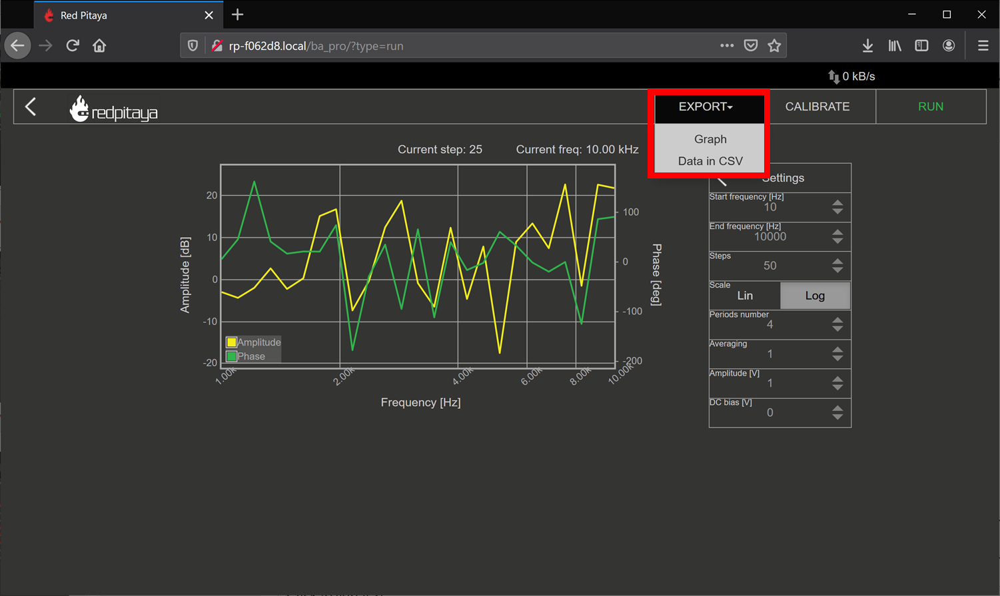 Red Pitaya
rp-f062d8.local/ba_pro/?type=run
0 kB/s
redpitaya
EXPORT
CALIBRATE
RUN
Graph
Data in CSV
Current step: 25
Current freq: 10.00 kHz
Amplitude [dB]
20
10
0
-10
-20
Amplitude
Phase
100
0
-100
-200
Phase [deg]
1.00K
2.00K
4.00K
6.00K
8.00K
10.00K
Frequency [Hz]
Settings
Start frequency [Hz]
10
End frequency [Hz]
10000
Steps
50
Scale
Lin
Log
Periods number
4
Averaging
1
Amplitude [V]
1
DC bias [V]
0